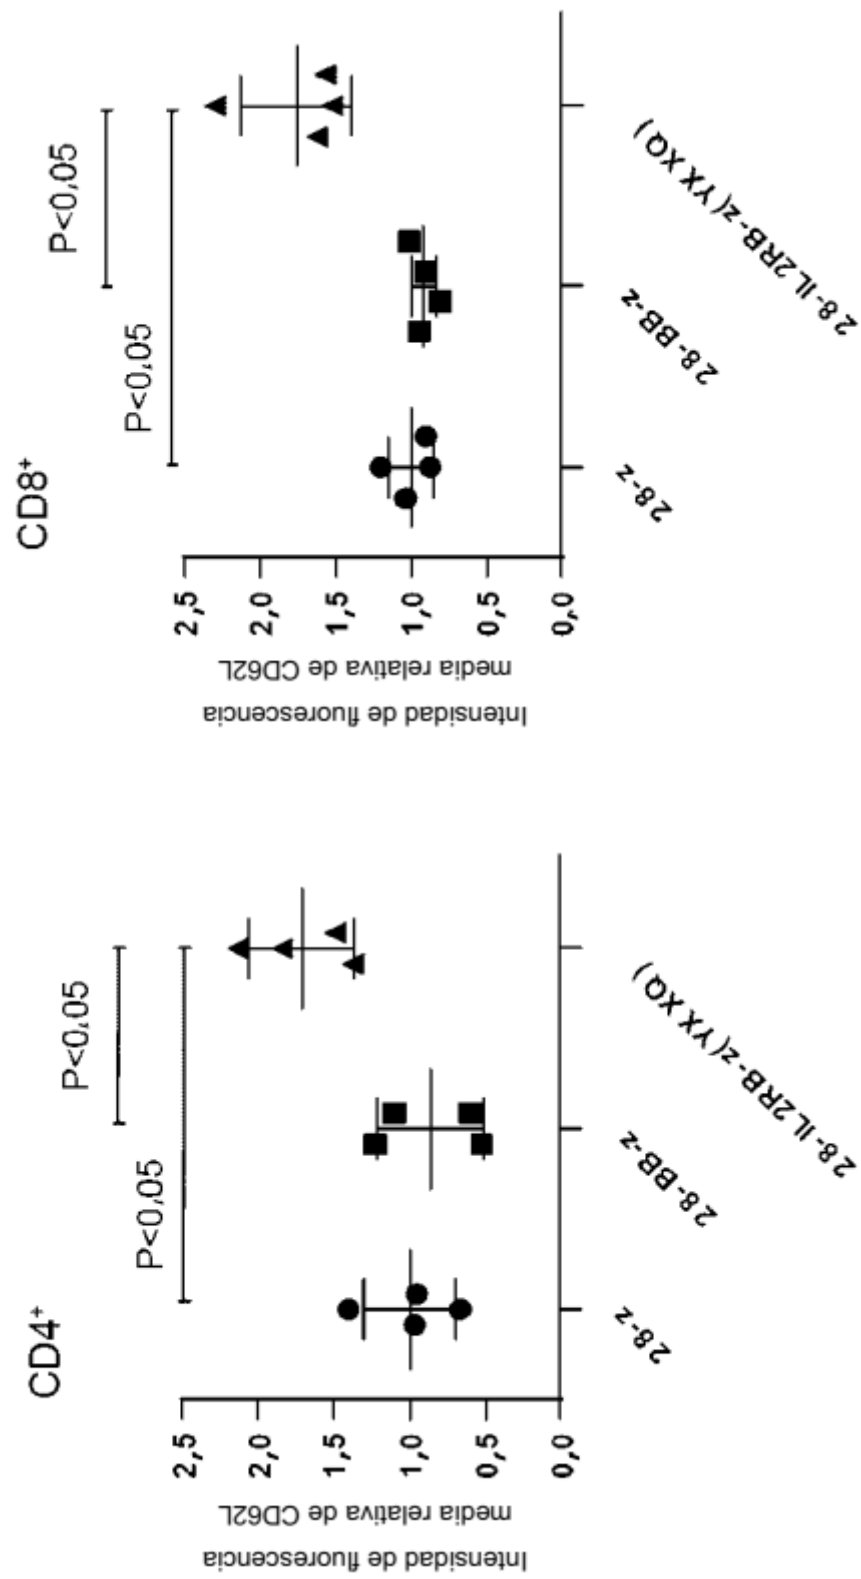 CD4⁺
P<0,05
P<0,05
Intensidad de fluorescencia
media relativa de CD62L
2,5
2,0
1,5
1,0
0,5
0,0
28-z
28-BB-z
28-IL2RB-z(YXXQ)
CD8⁺
P<0,05
P<0,05
Intensidad de fluorescencia
media relativa de CD62L
2,5
2,0
1,5
1,0
0,5
0,0
28-z
28-BB-z
28-IL2RB-z(YXXQ)